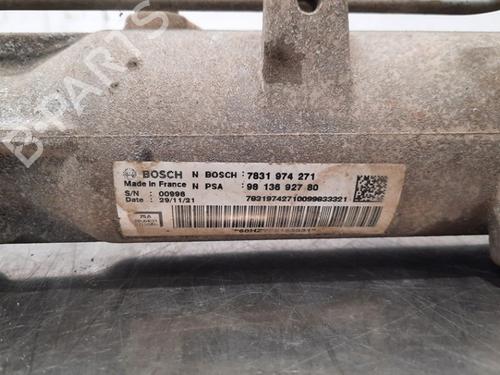 B-PARTS
BOSCH N BOSCH : 7831 974 271
Made in France N PSA : 98 136 927 80
S/N : 00998
Date : 29/11/21 78319742710099833321